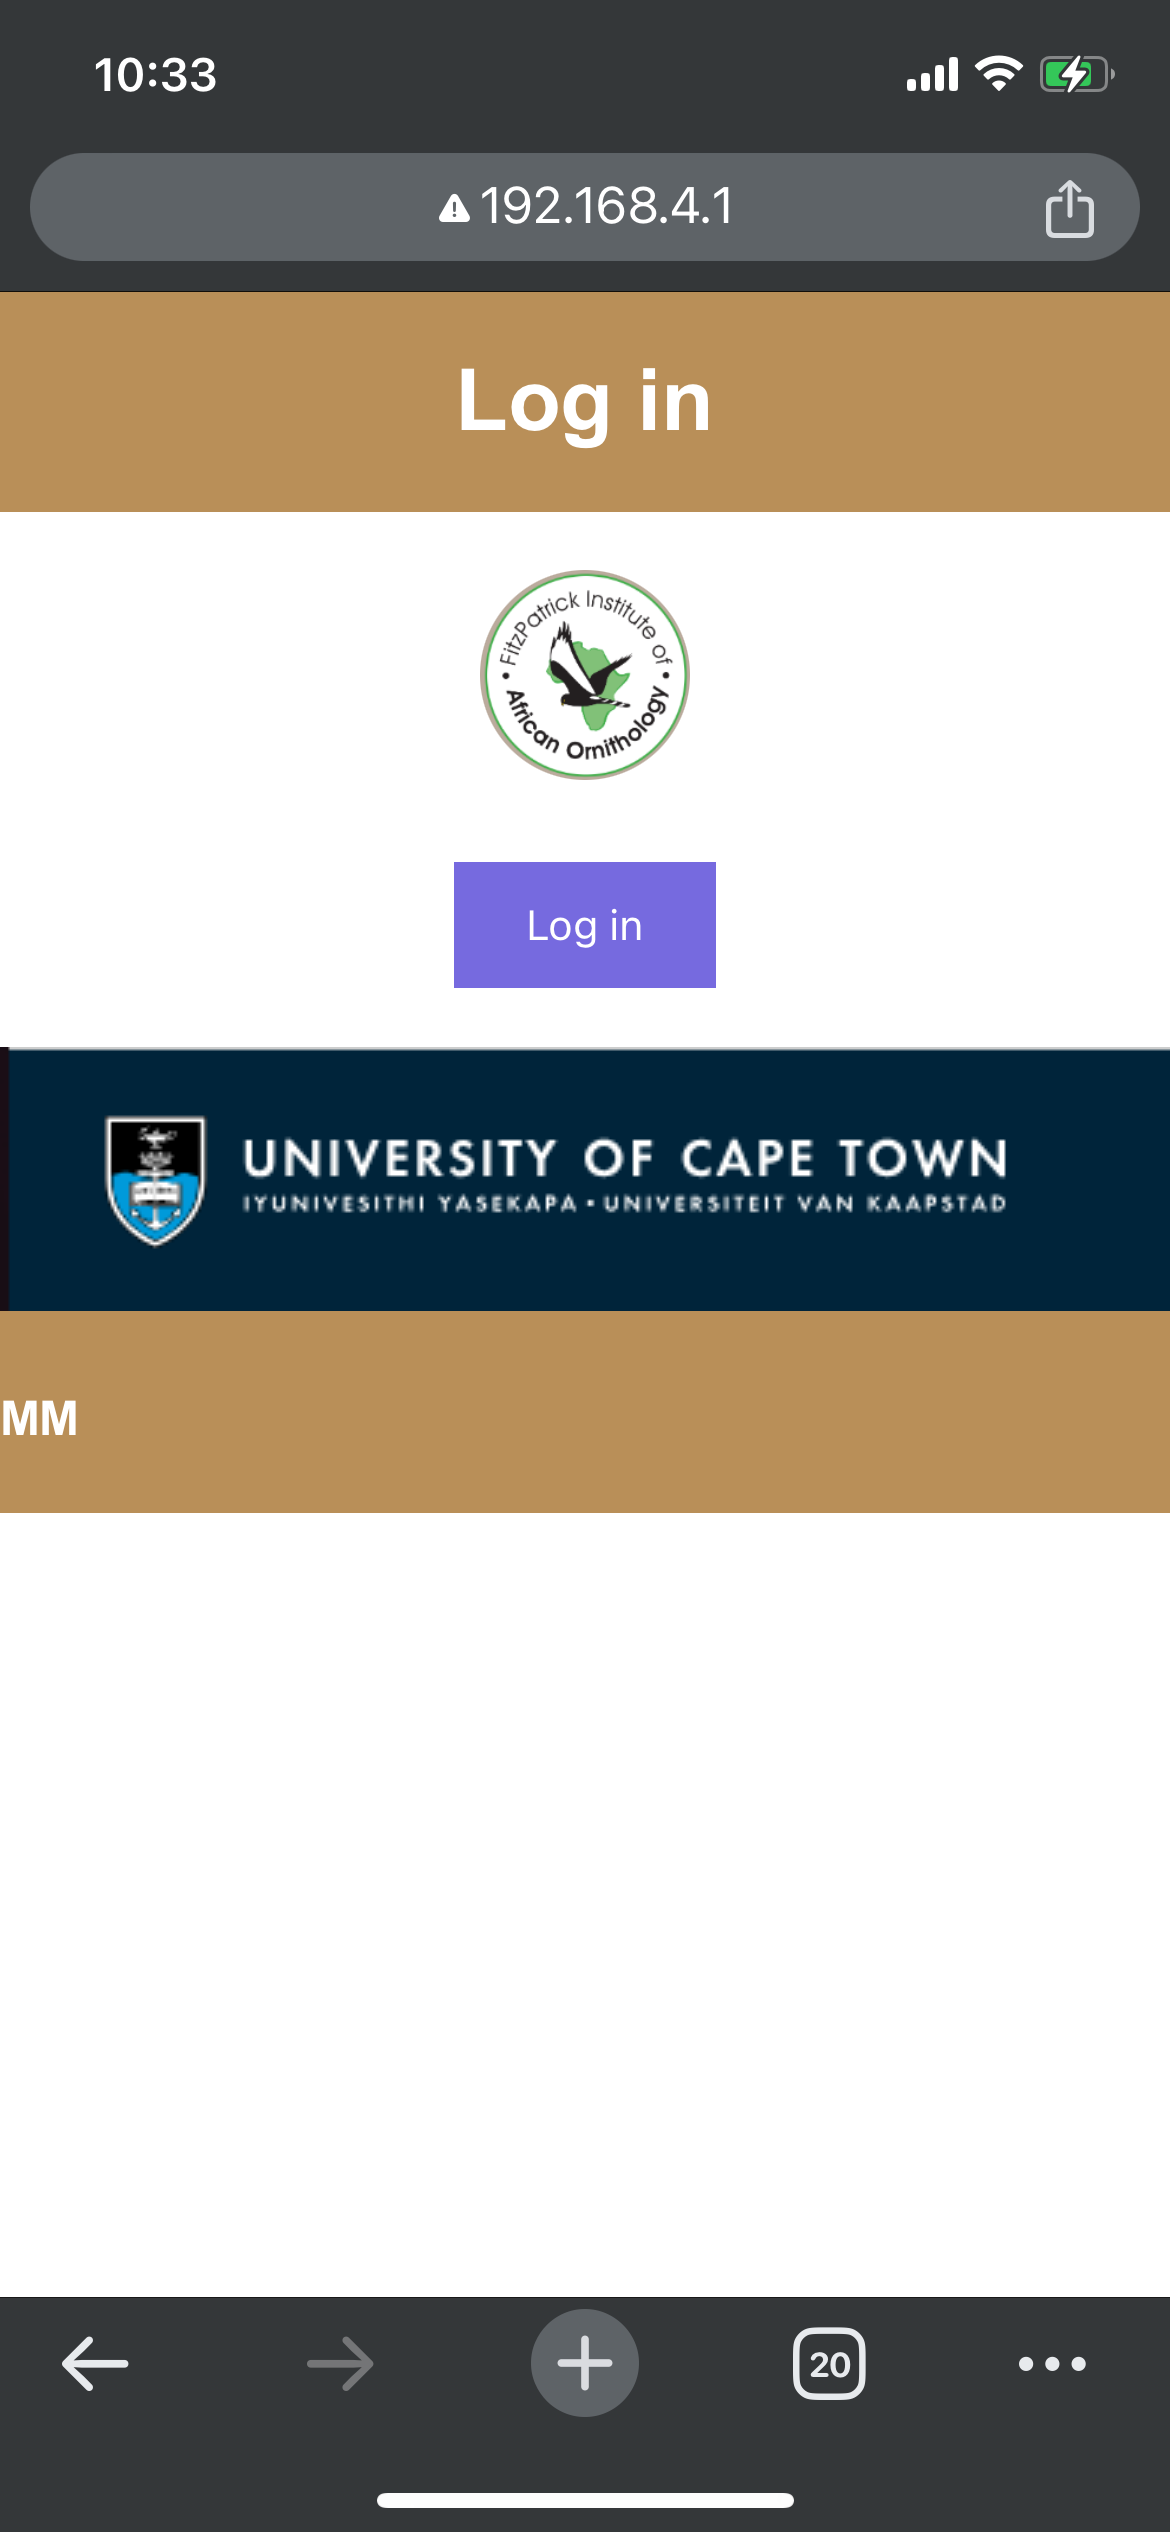 10:33
192.168.4.1
Log in
• FitzPatrick Institute of •
African Ornithology
Log in
UNIVERSITY OF CAPE TOWN
IYUNIVESITHI YASEKAPA • UNIVERSITEIT VAN KAAPSTAD
MM
20